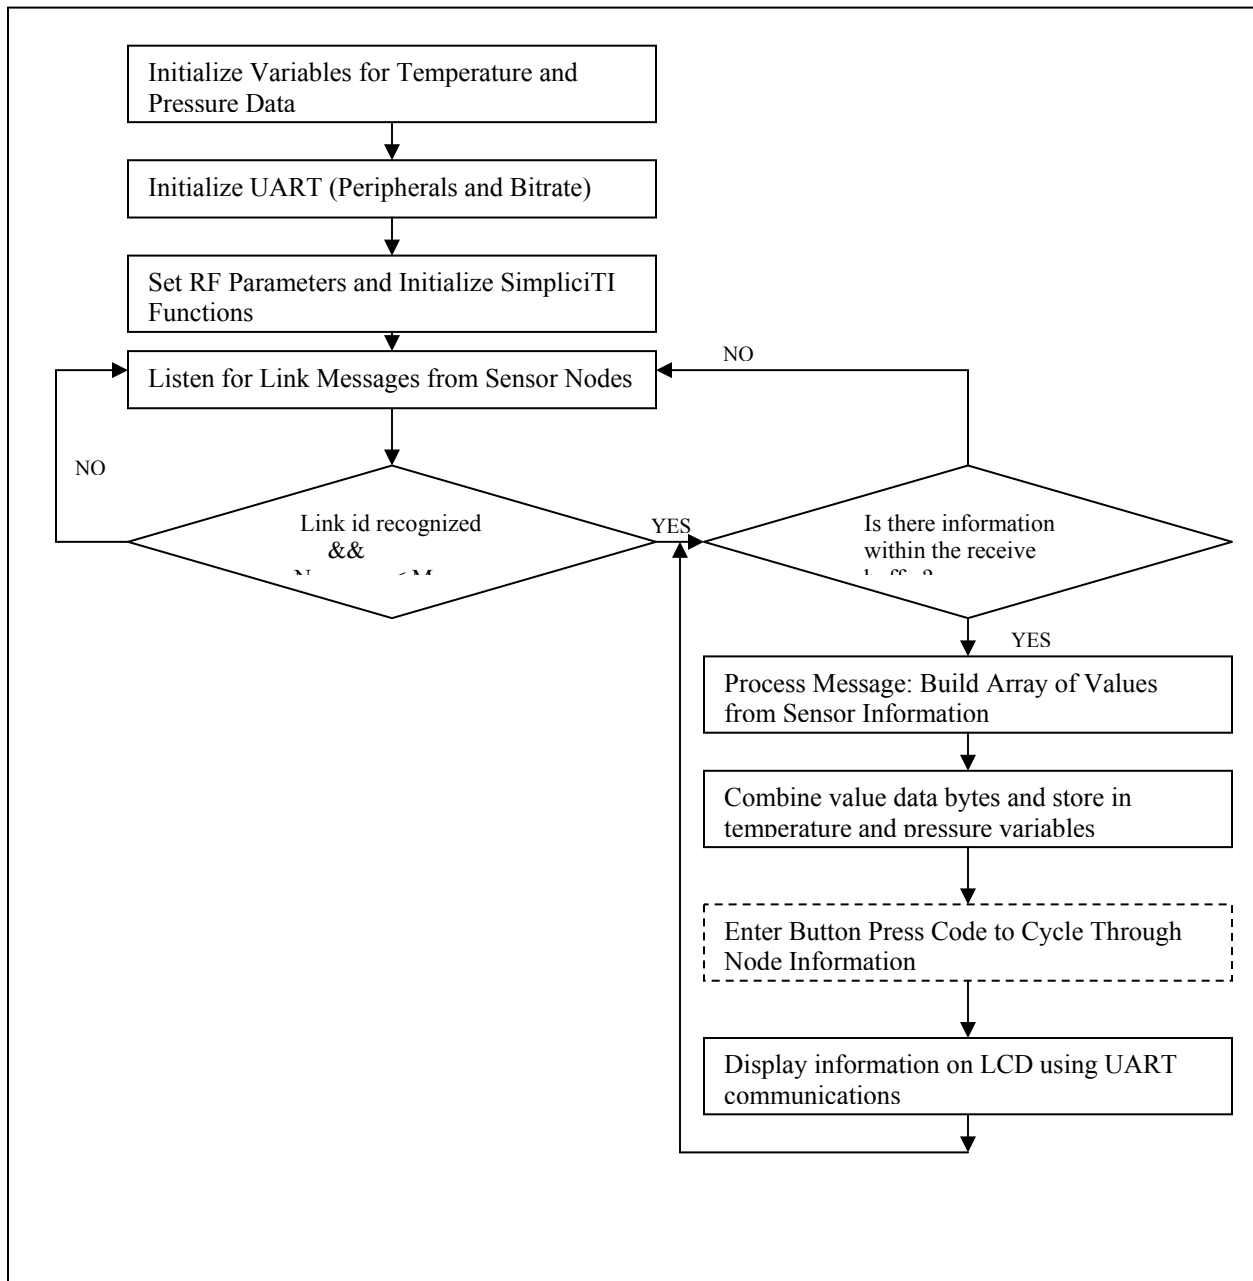 Initialize Variables for Temperature and
Pressure Data
Initialize UART (Peripherals and Bitrate)
Set RF Parameters and Initialize SimpliciTI
Functions
Listen for Link Messages from Sensor Nodes
NO
NO
Link id recognized
&&
YES
Is there information
within the receive
YES
Process Message: Build Array of Values
from Sensor Information
Combine value data bytes and store in
temperature and pressure variables
Enter Button Press Code to Cycle Through
Node Information
Display information on LCD using UART
communications